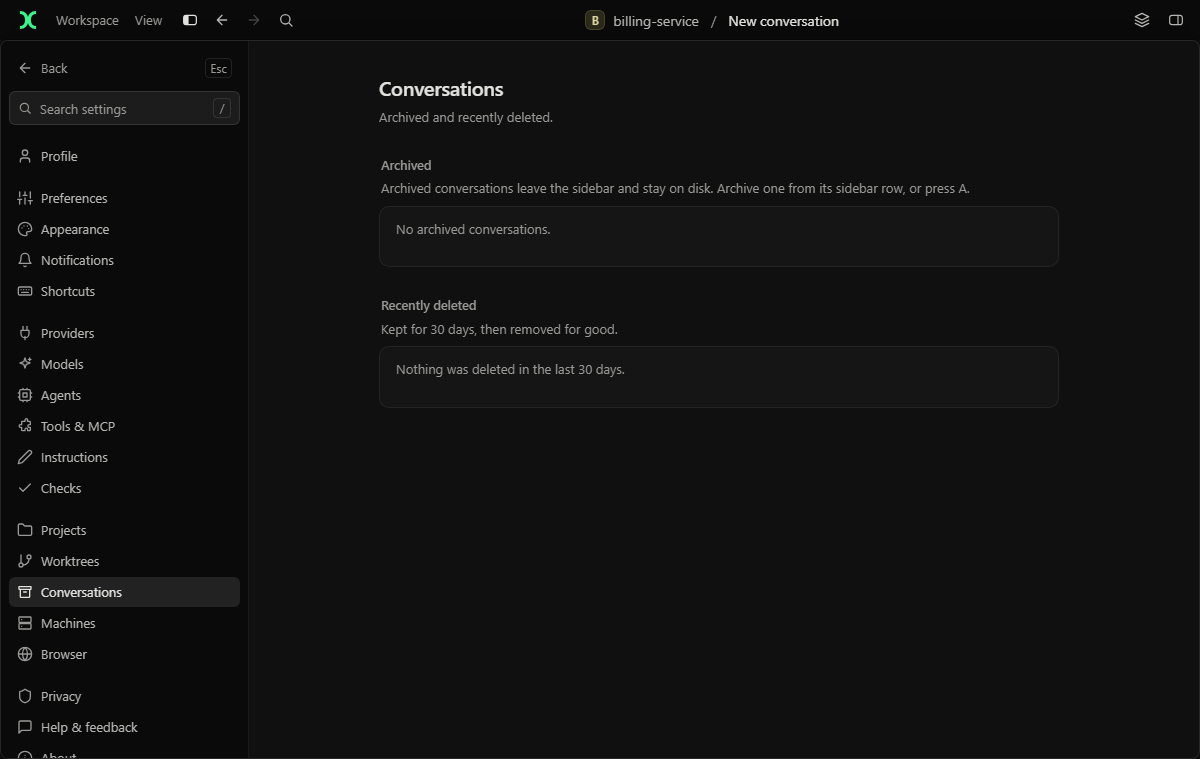 Workspace View
B billing-service / New conversation
Back Esc
Search settings /
Profile
Preferences
Appearance
Notifications
Shortcuts
Providers
Models
Agents
Tools & MCP
Instructions
Checks
Projects
Worktrees
Conversations
Machines
Browser
Privacy
Help & feedback
About
Conversations
Archived and recently deleted.
Archived
Archived conversations leave the sidebar and stay on disk. Archive one from its sidebar row, or press A.
No archived conversations.
Recently deleted
Kept for 30 days, then removed for good.
Nothing was deleted in the last 30 days.